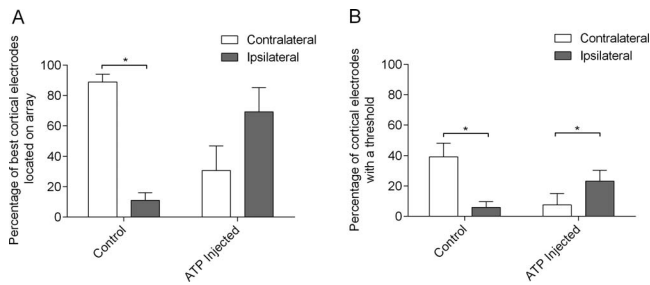 A
Contralateral
Ipsilateral
Percentage of best cortical electrodes
located on array
100
80
60
40
20
0
*
Control
ATP Injected
B
Contralateral
Ipsilateral
Percentage of cortical electrodes
with a threshold
100
80
60
40
20
0
*
*
Control
ATP Injected